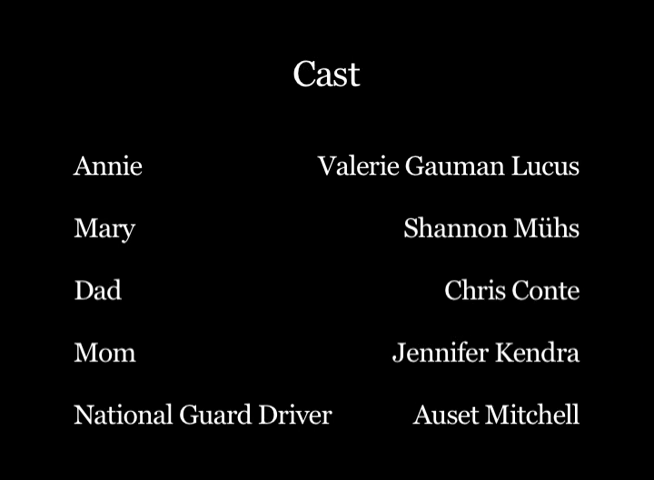 Cast
Annie Valerie Gauman Lucus
Mary Shannon Mühs
Dad Chris Conte
Mom Jennifer Kendra
National Guard Driver Auset Mitchell